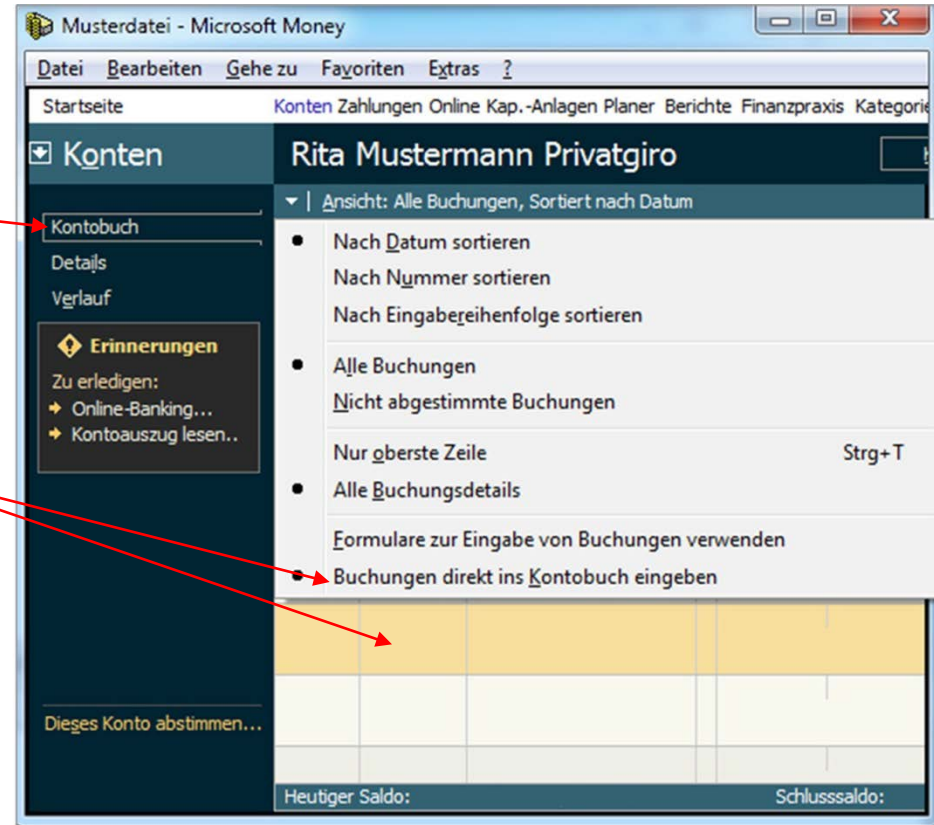 Musterdatei - Microsoft Money
Datei Bearbeiten Gehe zu Favoriten Extras ?
Startseite Konten Zahlungen Online Kap.-Anlagen Planer Berichte Finanzpraxis Kategorie
Konten
Rita Mustermann Privatgiro
Ansicht: Alle Buchungen, Sortiert nach Datum
Kontobuch
Details
Verlauf
Erinnerungen
Zu erledigen:
Online-Banking...
Kontoauszug lesen..
Dieses Konto abstimmen...
Nach Datum sortieren
Nach Nummer sortieren
Nach Eingabereihenfolge sortieren
Alle Buchungen
Nicht abgestimmte Buchungen
Nur oberste Zeile Strg+T
Alle Buchungsdetails
Formulare zur Eingabe von Buchungen verwenden
Buchungen direkt ins Kontobuch eingeben
Heutiger Saldo: Schlusssaldo: